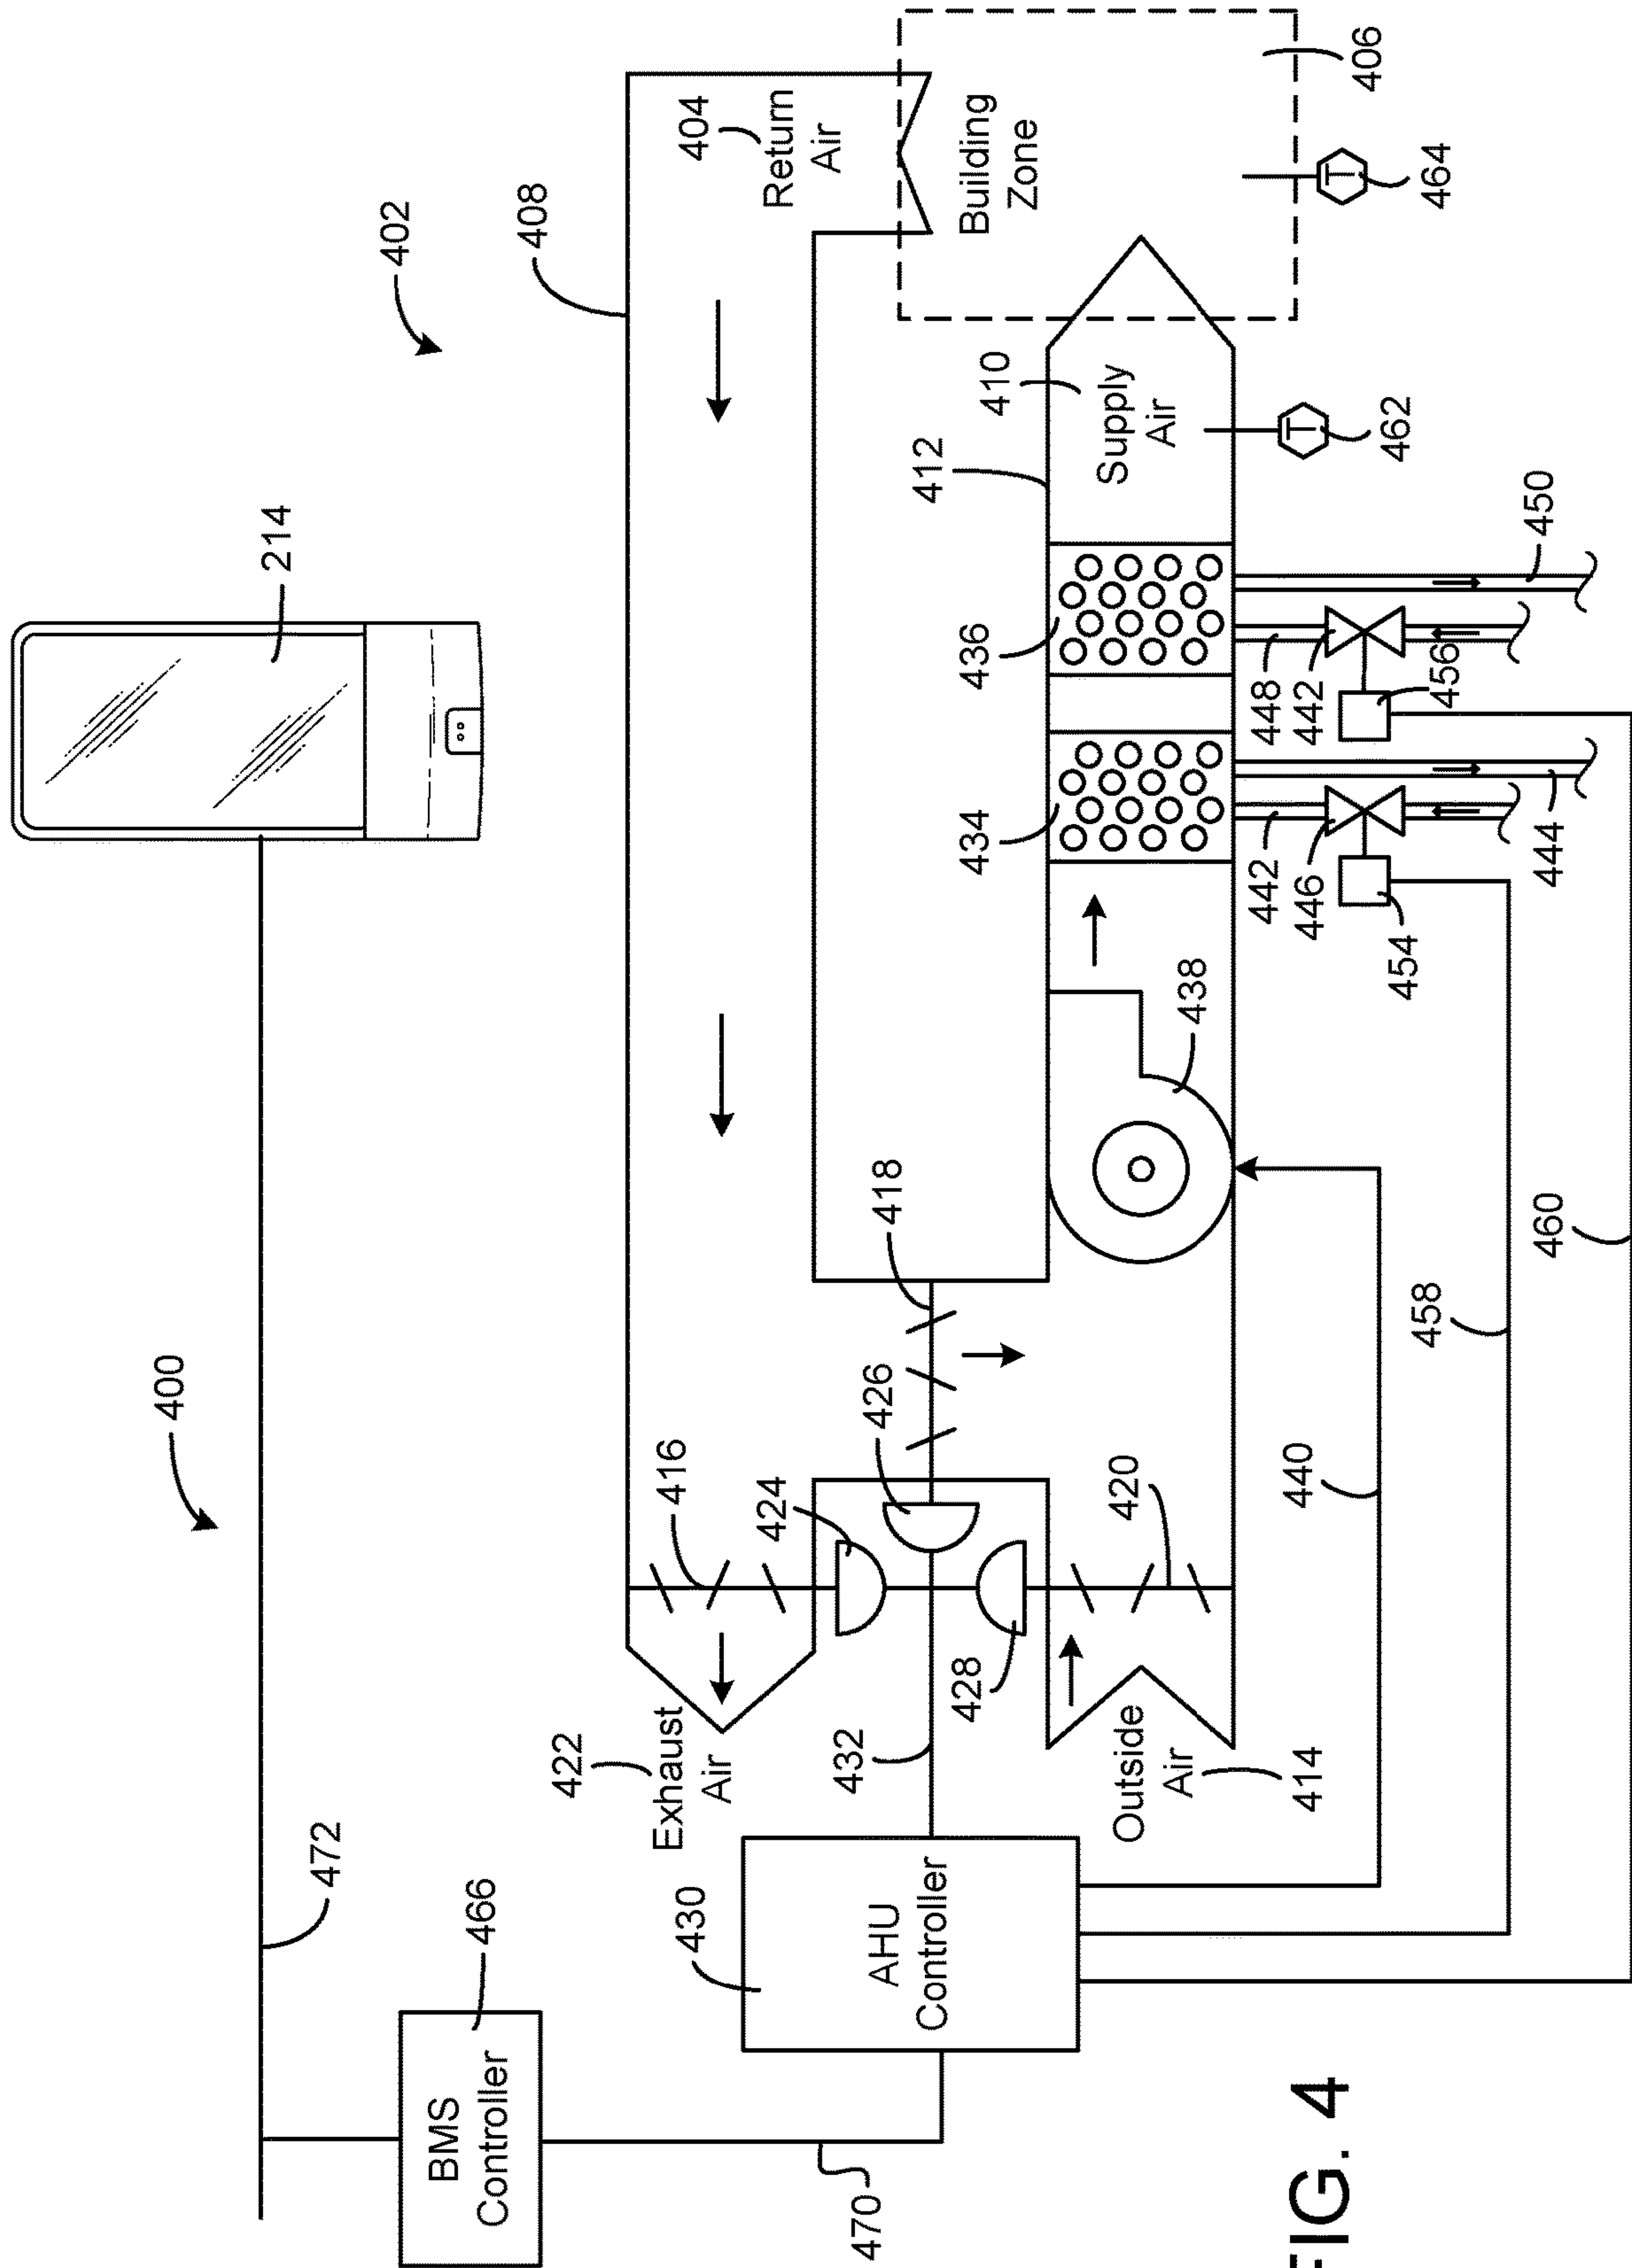 400
402
214
472
466
BMS
Controller
470
408
404
Return
Air
422
Exhaust
Air
416
424
426
418
432
428
430
AHU
Controller
Building
Zone
406
412
410
Supply
Air
434
436
438
Outside
Air
414
420
440
442
446
448
442
454
456
444
450
462
464
458
460
FIG. 4